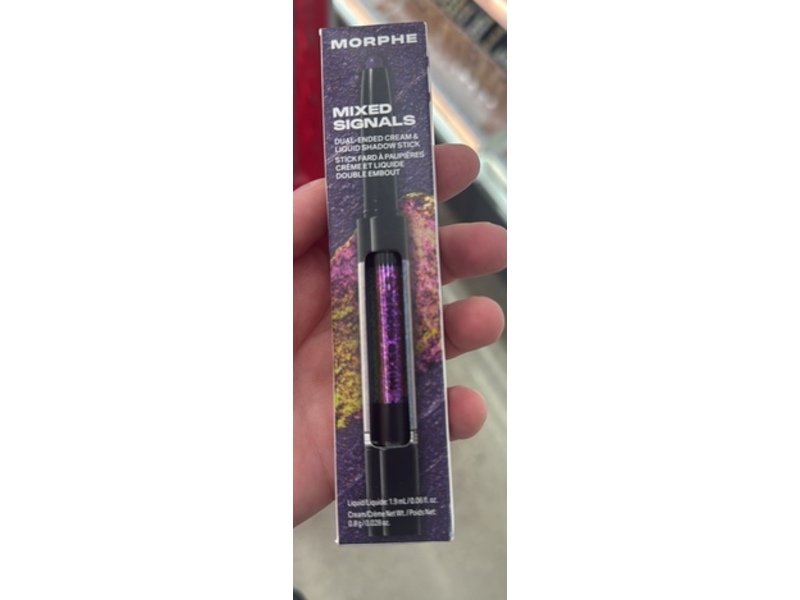 MORPHE
MIXED
SIGNALS
DUAL-ENDED CREAM &
LIQUID SHADOW STICK
STICK FARD À PAUPIÈRES
CRÈME ET LIQUIDE
DOUBLE EMBOUT
Liquid/Liquide: 1.9 mL/0.06 fl. oz.
Cream/Crème Net Wt. / Poids Net:
0.8 g / 0.028 oz.